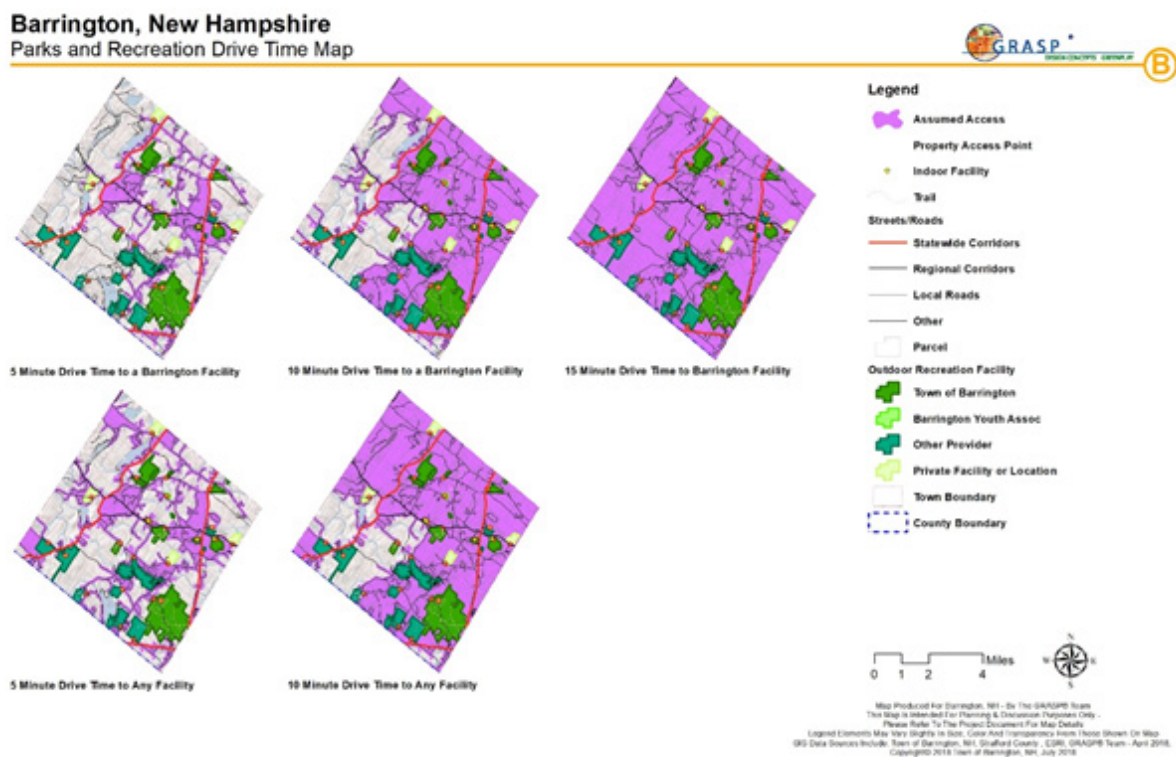 Barrington, New Hampshire
Parks and Recreation Drive Time Map
GRASP
DESIGN CONCEPTS GREENPLAY
B
5 Minute Drive Time to a Barrington Facility
10 Minute Drive Time to a Barrington Facility
15 Minute Drive Time to Barrington Facility
5 Minute Drive Time to Any Facility
10 Minute Drive Time to Any Facility
Legend
Assumed Access
Property Access Point
Indoor Facility
Trail
Streets/Roads
Statewide Corridors
Regional Corridors
Local Roads
Other
Parcel
Outdoor Recreation Facility
Town of Barrington
Barrington Youth Assoc
Other Provider
Private Facility or Location
Town Boundary
County Boundary
Miles
0 1 2 4
N
W E
S
Map Produced For Barrington, NH - By The GRASP® Team
This Map Is Intended For Planning & Discussion Purposes Only -
Please Refer To The Project Document For Map Details
Legend Elements May Vary Slightly In Size, Color And Transparency From Those Shown On Map
GIS Data Sources Include: Town of Barrington, NH, Strafford County , ESRI, GRASP® Team - April 2018,
Copyright© 2018 Town of Barrington, NH, July 2018